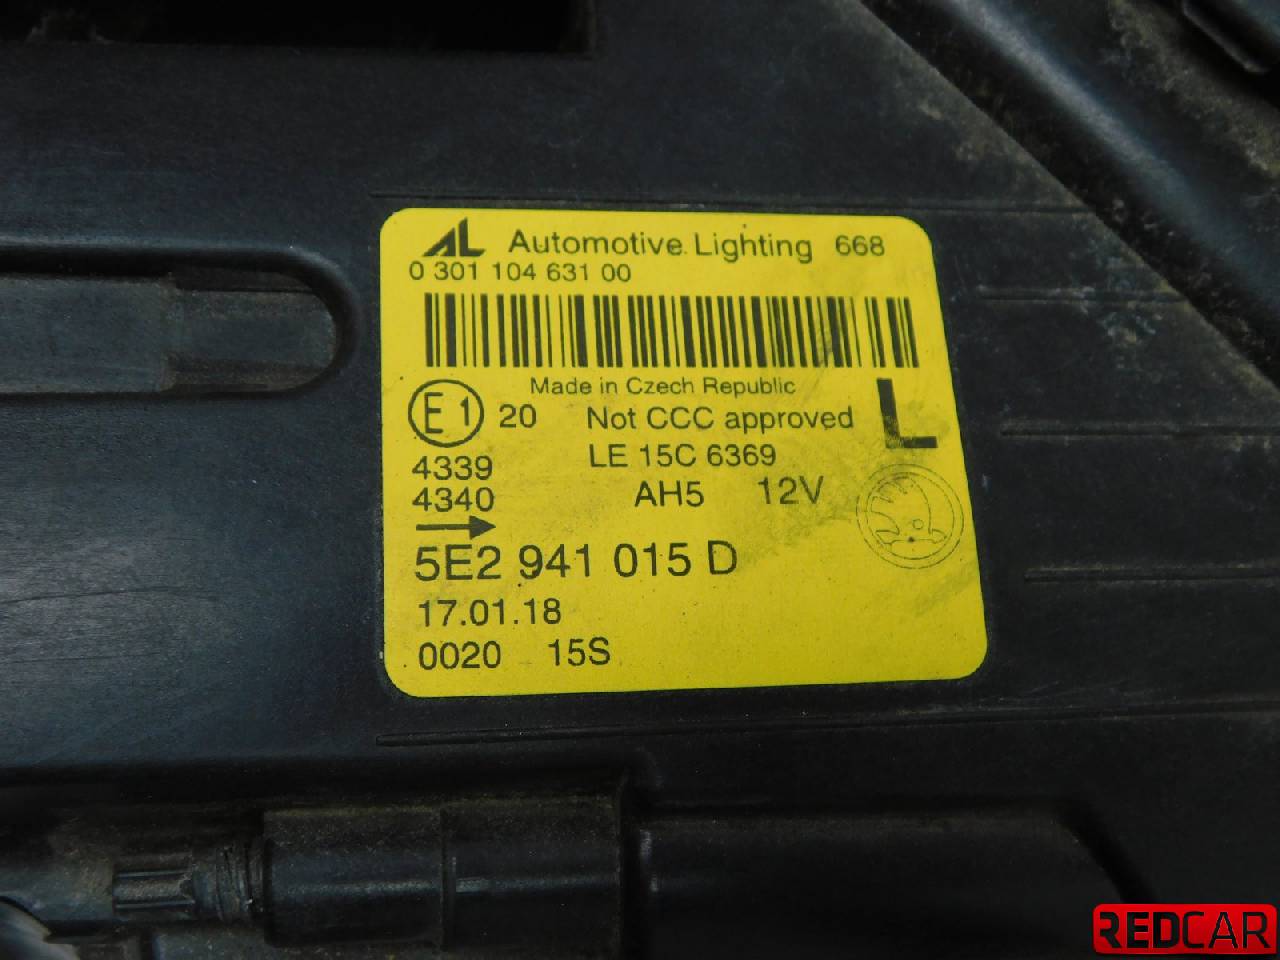 AL Automotive Lighting 668
0 301 104 631 00
Made in Czech Republic
E1 20 Not CCC approved L
4339 LE 15C 6369
4340 AH5 12V
5E2 941 015 D
17.01.18
0020 15S
REDCAR